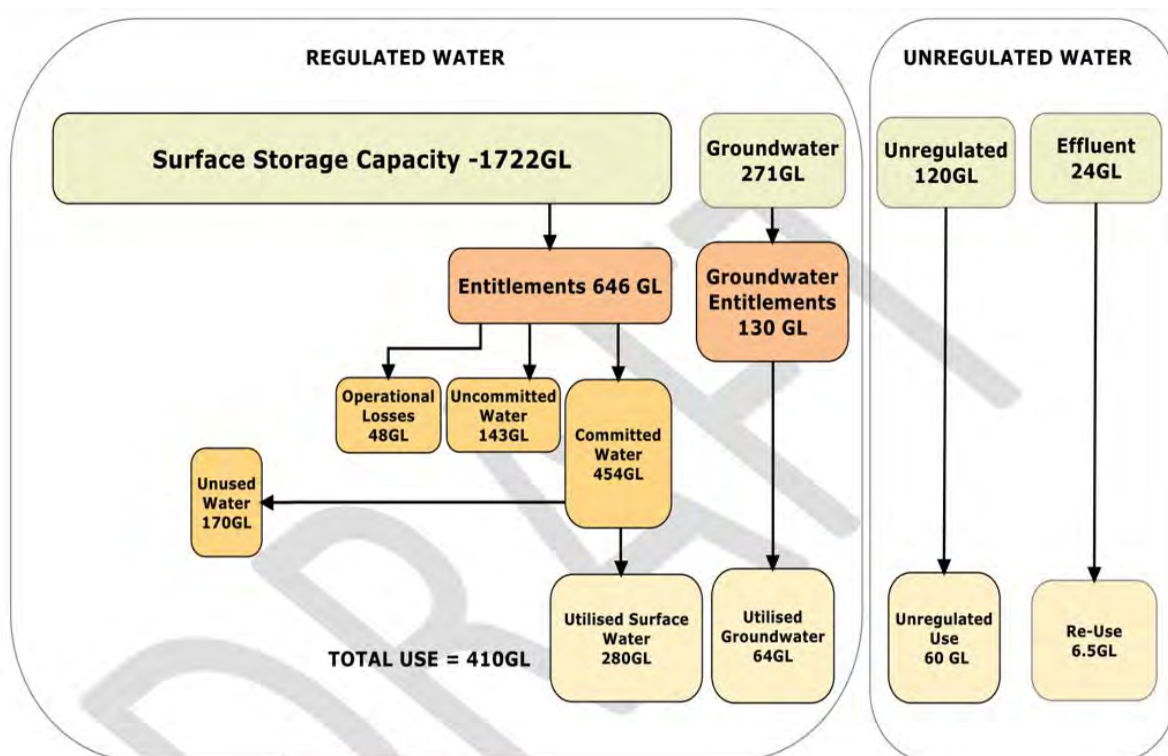 REGULATED WATER
UNREGULATED WATER
Surface Storage Capacity -1722GL
Groundwater
271GL
Unregulated
120GL
Effluent
24GL
Entitlements 646 GL
Groundwater
Entitlements
130 GL
Operational
Losses
48GL
Uncommitted
Water
143GL
Committed
Water
454GL
Unused
Water
170GL
Utilised Surface
Water
280GL
Utilised
Groundwater
64GL
Unregulated
Use
60 GL
Re-Use
6.5GL
TOTAL USE = 410GL
DRAFT